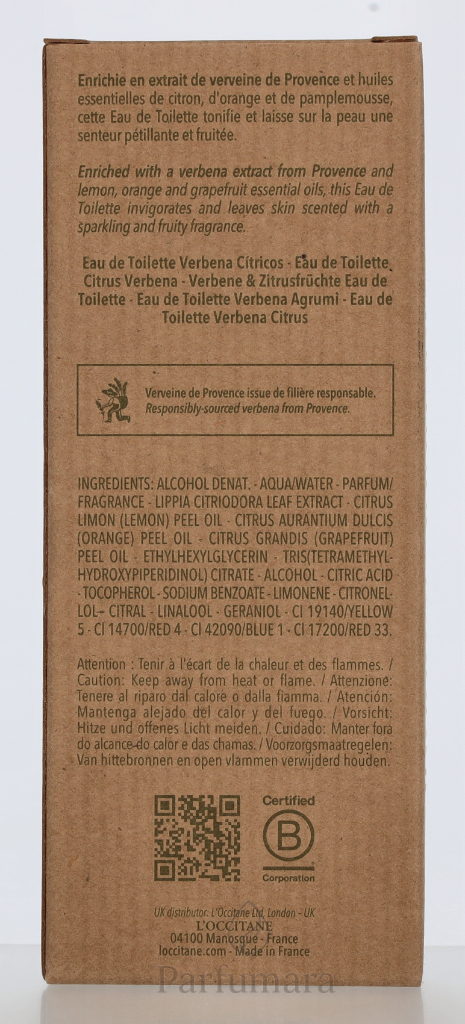 Enrichie en extrait de verveine de Provence et huiles
essentielles de citron, d'orange et de pamplemousse,
cette Eau de Toilette tonifie et laisse sur la peau une
senteur pétillante et fruitée.
Enriched with a verbena extract from Provence and
lemon, orange and grapefruit essential oils, this Eau de
Toilette invigorates and leaves skin scented with a
sparkling and fruity fragrance.
Eau de Toilette Verbena Cítricos - Eau de Toilette
Citrus Verbena - Verbene & Zitrusfrüchte Eau de
Toilette - Eau de Toilette Verbena Agrumi - Eau de
Toilette Verbena Citrus
Verveine de Provence issue de filière responsable.
Responsibly-sourced verbena from Provence.
INGREDIENTS: ALCOHOL DENAT. - AQUA/WATER - PARFUM/
FRAGRANCE - LIPPIA CITRIODORA LEAF EXTRACT - CITRUS
LIMON (LEMON) PEEL OIL - CITRUS AURANTIUM DULCIS
(ORANGE) PEEL OIL - CITRUS GRANDIS (GRAPEFRUIT)
PEEL OIL - ETHYLHEXYLGLYCERIN - TRIS(TETRAMETHYL-
HYDROXYPIPERIDINOL) CITRATE - ALCOHOL - CITRIC ACID
- TOCOPHEROL - SODIUM BENZOATE - LIMONENE - CITRONEL-
LOL - CITRAL - LINALOOL - GERANIOL - CI 19140/YELLOW
5 - CI 14700/RED 4 - CI 42090/BLUE 1 - CI 17200/RED 33.
Attention : Tenir à l'écart de la chaleur et des flammes. /
Caution: Keep away from heat or flame. / Attenzione:
Tenere al riparo dal calore o dalla fiamma. / Atención:
Mantenga alejado del calor y del fuego. / Vorsicht:
Hitze und offenes Licht meiden. / Cuidado: Manter fora
do alcance do calor e das chamas. / Voorzorgsmaatregelen:
Van hittebronnen en open vlammen verwijderd houden.
Certified
B
Corporation
UK distributor: L'Occitane Ltd, London – UK
L'OCCITANE
04100 Manosque - France
loccitane.com - Made in France
Parfumara